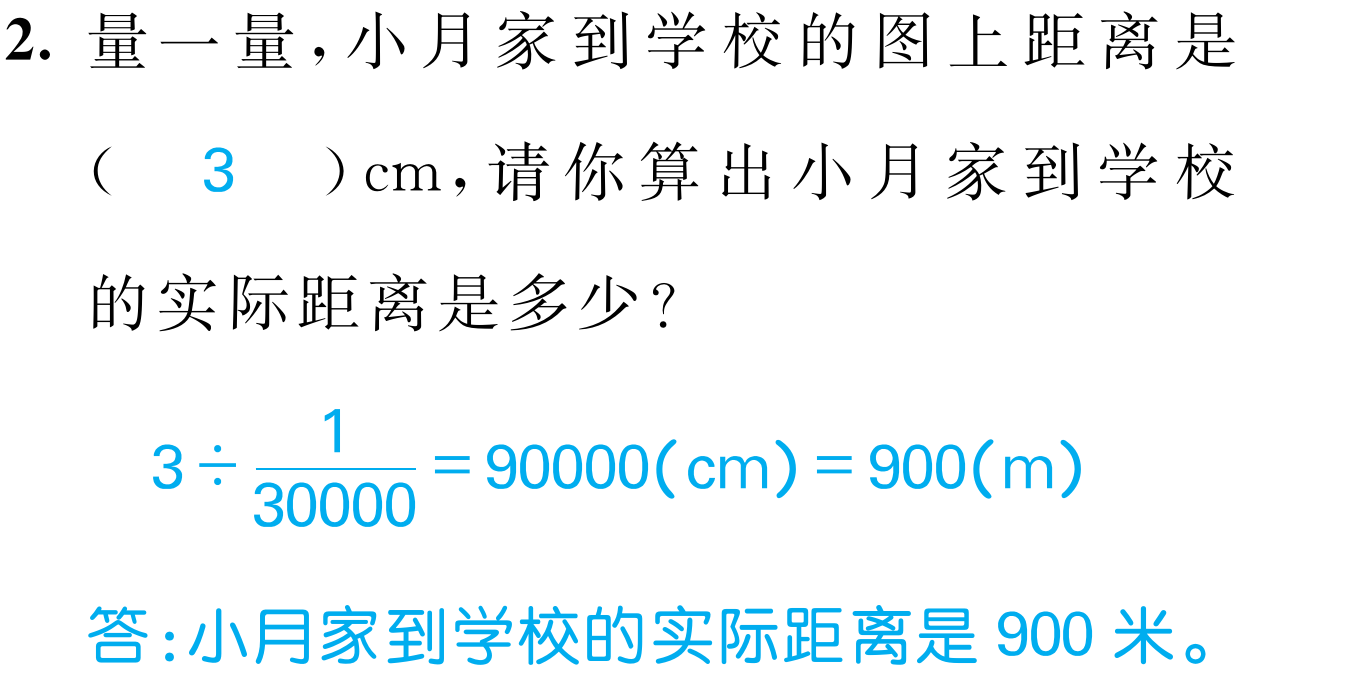 2. 量一量，小月家到学校的图上距离是
（ 3 ）cm，请你算出小月家到学校
的实际距离是多少？
3÷1/30000=90000(cm)=900(m)
答：小月家到学校的实际距离是 900 米。